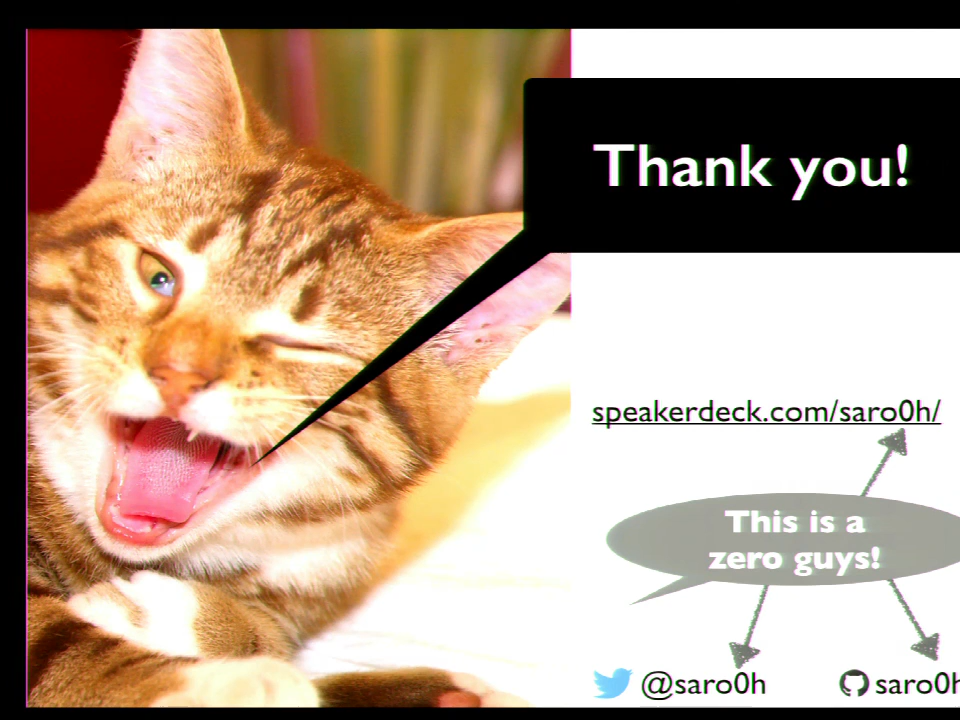 Thank you!
speakerdeck.com/saro0h/
This is a
zero guys!
@saro0h
saro0h